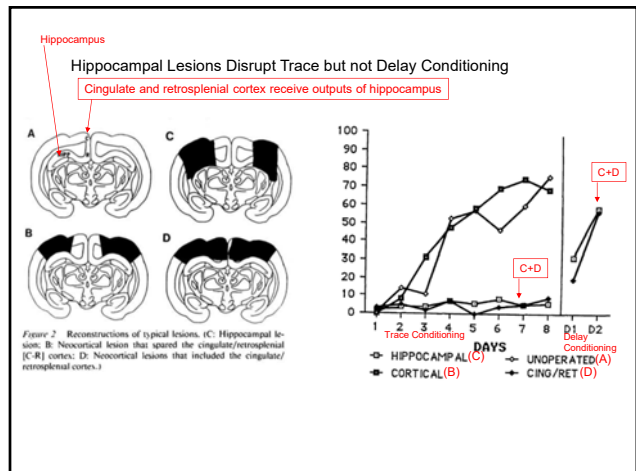 Hippocampus
Hippocampal Lesions Disrupt Trace but not Delay Conditioning
Cingulate and retrosplenial cortex receive outputs of hippocampus
A
C
B
D
Figure 2 Reconstructions of typical lesions. (C: Hippocampal le-
sion; B: Neocortical lesion that spared the cingulate/retrosplenial
[C-R] cortex; D: Neocortical lesions that included the cingulate/
retrosplenial cortex.)
100
90
80
70
60
50
40
30
20
10
0
C+D
C+D
1 2 3 4 5 6 7 8 D1 D2
Trace Conditioning
DAYS
Delay
Conditioning
HIPPOCAMPAL (C)
UNOPERATED (A)
CORTICAL (B)
CING/RET (D)